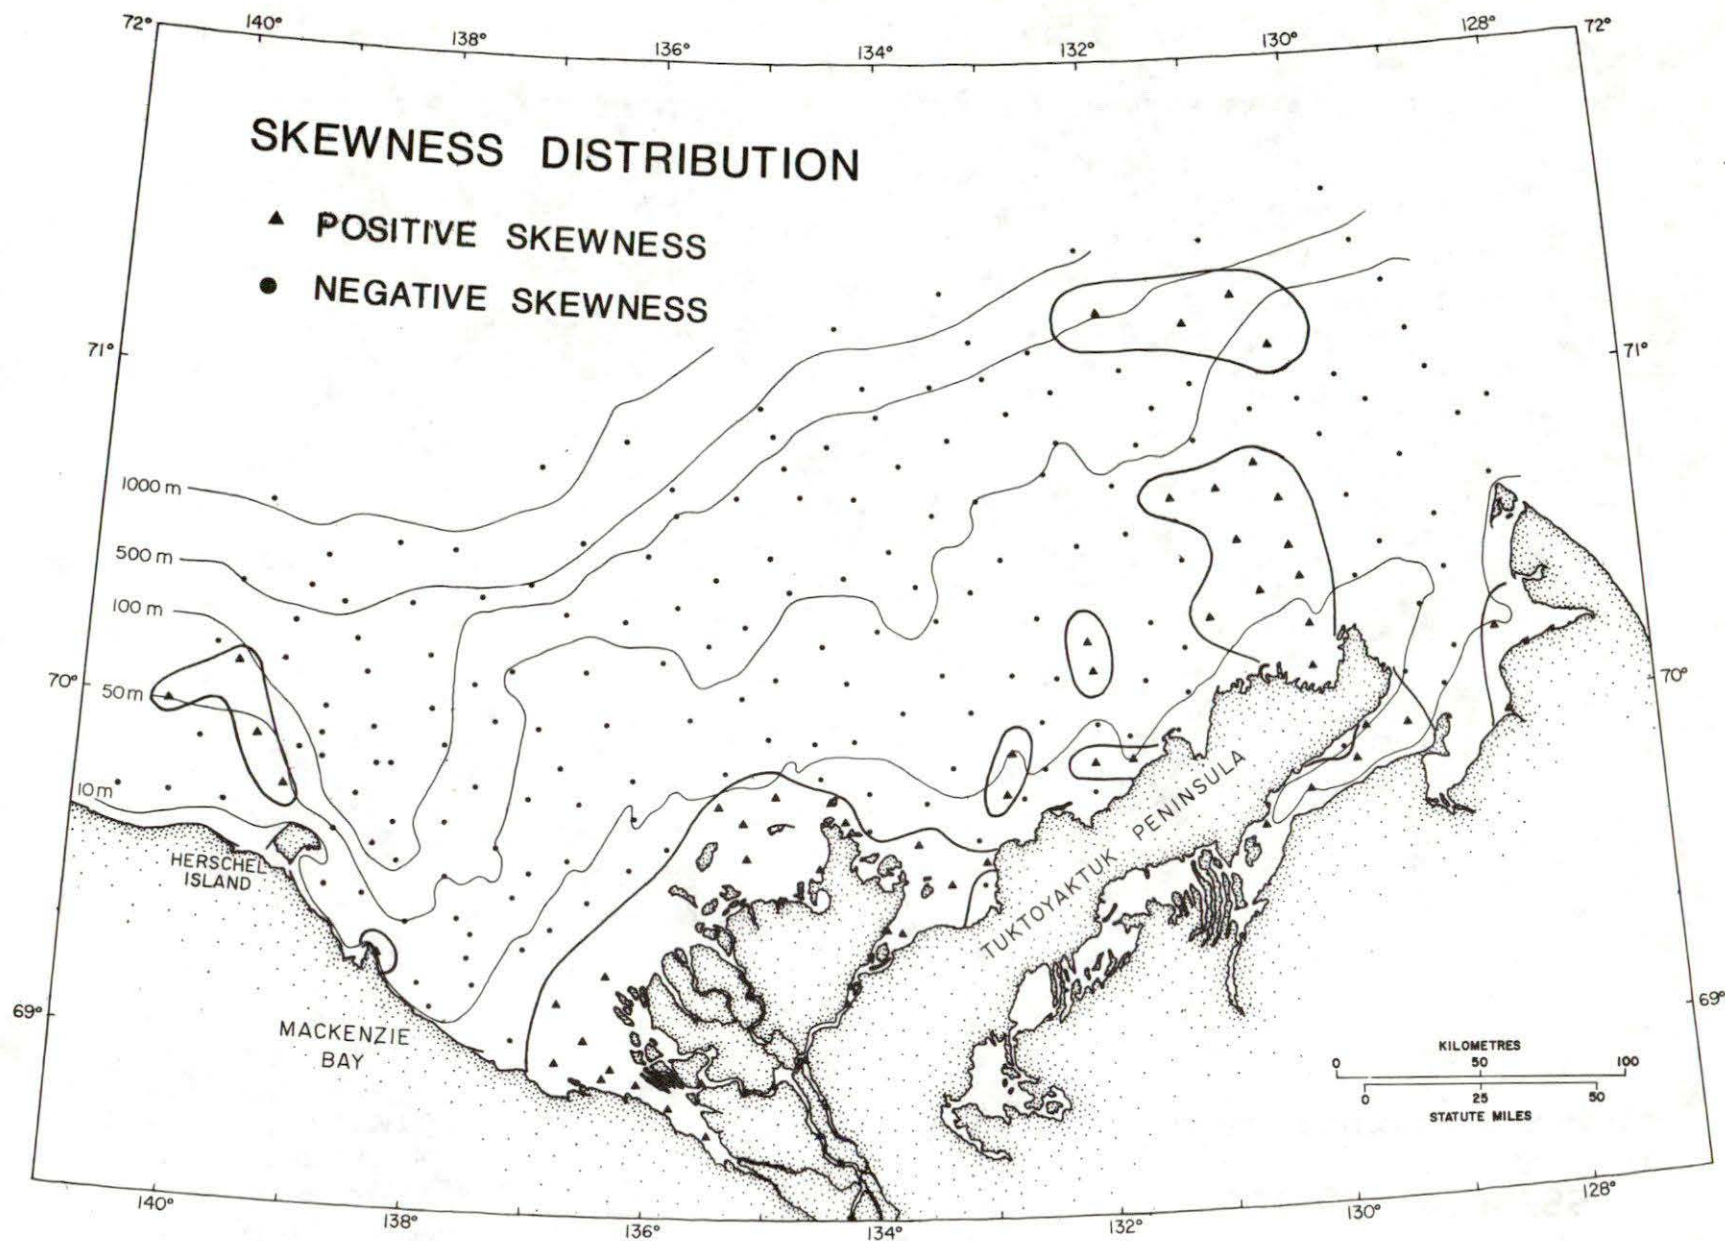 72° 140° 138° 136° 134° 132° 130° 128° 72°
SKEWNESS DISTRIBUTION
▲ POSITIVE SKEWNESS
● NEGATIVE SKEWNESS
71° 71°
1000 m
500 m
100 m
70° 70°
50 m
10 m
HERSCHEL
ISLAND
TUKTOYAKTUK PENINSULA
69° 69°
MACKENZIE
BAY
KILOMETRES
0 50 100
0 25 50
STATUTE MILES
140° 138° 136° 134° 132° 130° 128°